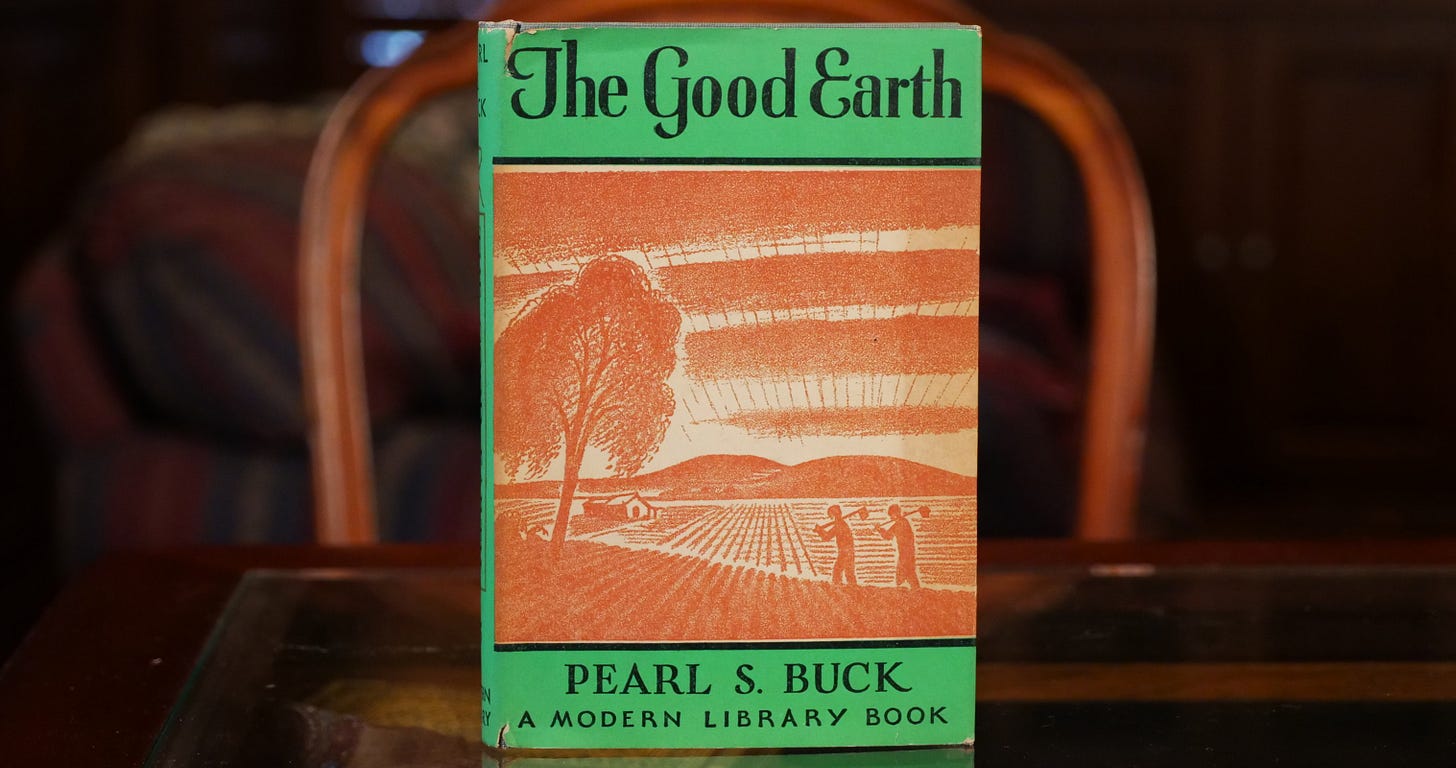 The Good Earth
PEARL S. BUCK
A MODERN LIBRARY BOOK